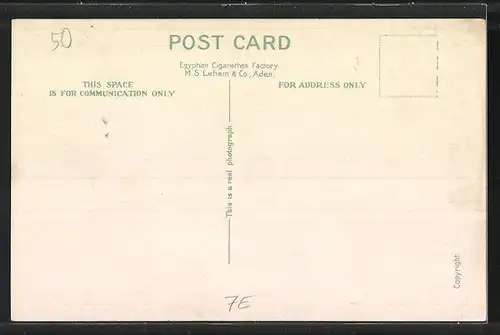 50
POST CARD
Egyptian Cigarettes Factory
M. S. Lehem & Co., Aden.
THIS SPACE
IS FOR COMMUNICATION ONLY
FOR ADDRESS ONLY
This is a real photograph
Copyright
7E